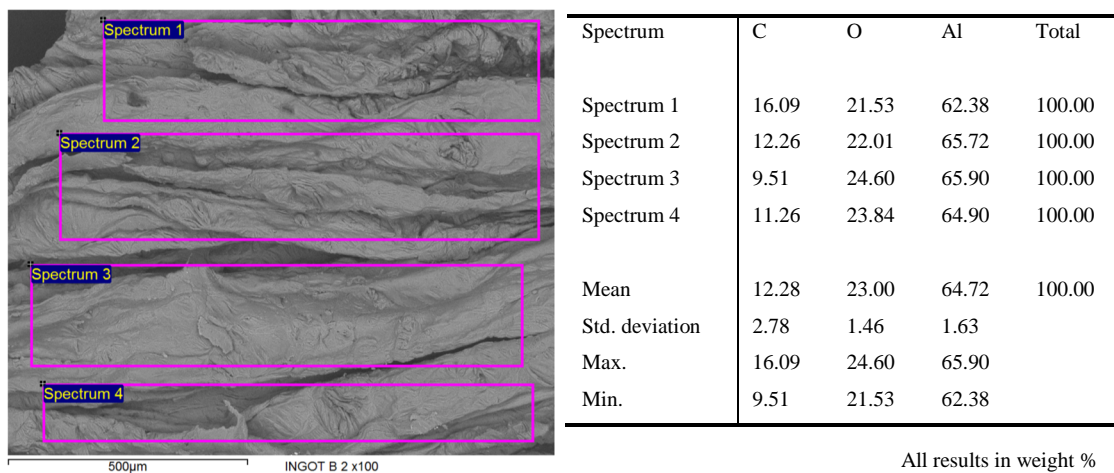 Spectrum 1
Spectrum 2
Spectrum 3
Spectrum 4
500µm INGOT B 2 x100
Spectrum C O Al Total
Spectrum 1 16.09 21.53 62.38 100.00
Spectrum 2 12.26 22.01 65.72 100.00
Spectrum 3 9.51 24.60 65.90 100.00
Spectrum 4 11.26 23.84 64.90 100.00
Mean 12.28 23.00 64.72 100.00
Std. deviation 2.78 1.46 1.63
Max. 16.09 24.60 65.90
Min. 9.51 21.53 62.38
All results in weight %